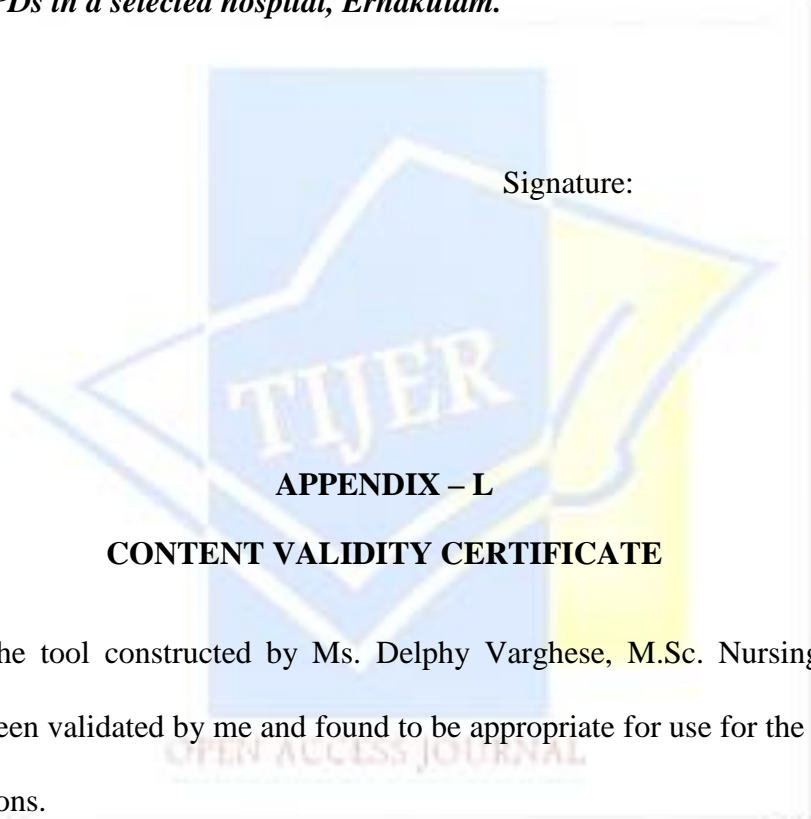 PDs in a selected hospital, Ernakulam.
Signature:
TIJER
APPENDIX – L
CONTENT VALIDITY CERTIFICATE
he tool constructed by Ms. Delphy Varghese, M.Sc. Nursing
een validated by me and found to be appropriate for use for the
OPEN ACCESS JOURNAL
ons.